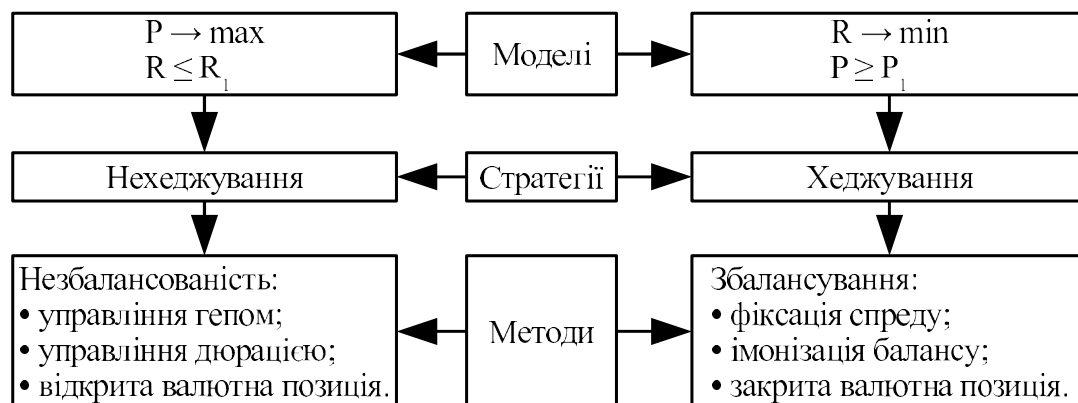 P → max
R ≤ R₁
Моделі
R → min
P ≥ P₁
Нехеджування
Стратегії
Хеджування
Незбалансованість:
• управління гепом;
• управління дюрацією;
• відкрита валютна позиція.
Методи
Збалансування:
• фіксація спреду;
• імонізація балансу;
• закрита валютна позиція.